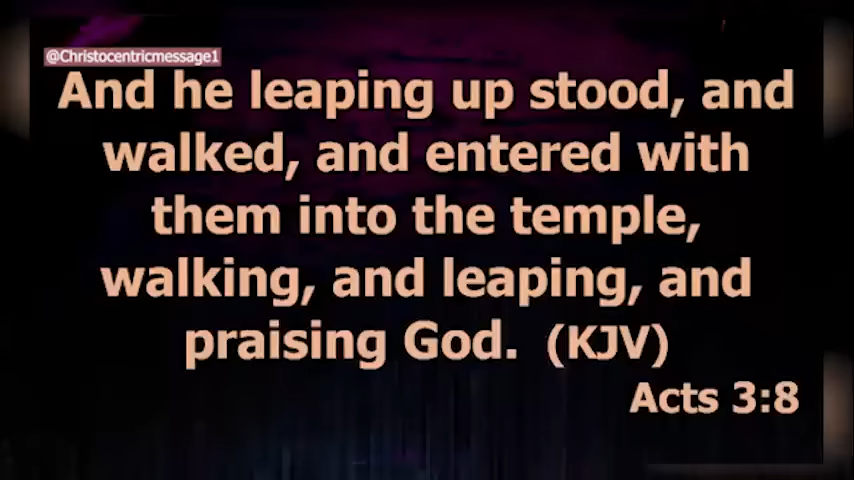 @Christocentricmessage1
And he leaping up stood, and
walked, and entered with
them into the temple,
walking, and leaping, and
praising God. (KJV)
Acts 3:8